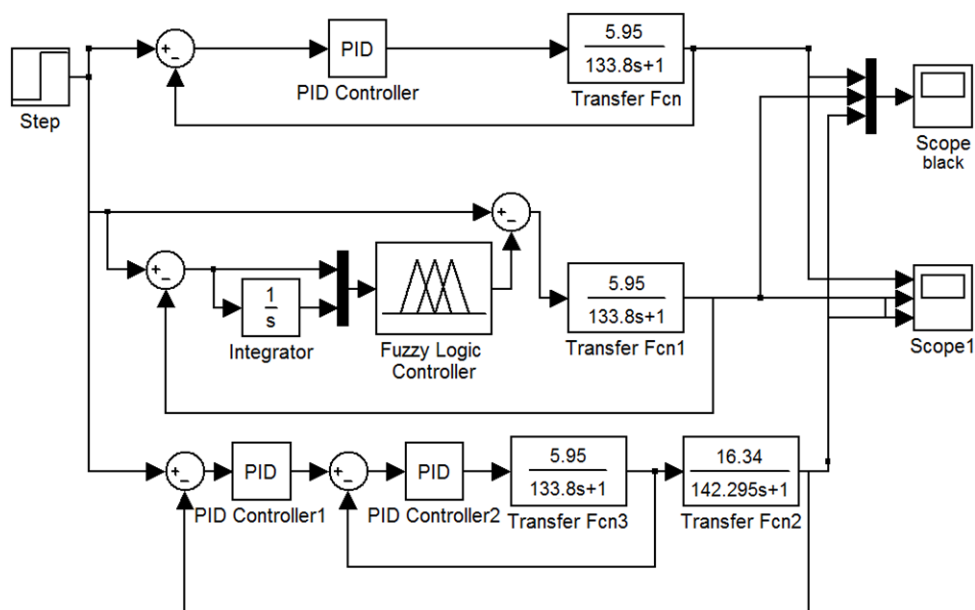 Step
+
-
PID
PID Controller
5.95
133.8s+1
Transfer Fcn
Scope
black
+
-
+
-
1
s
Integrator
Fuzzy Logic
Controller
5.95
133.8s+1
Transfer Fcn1
Scope1
+
-
PID
PID Controller1
+
-
PID
PID Controller2
5.95
133.8s+1
Transfer Fcn3
16.34
142.295s+1
Transfer Fcn2